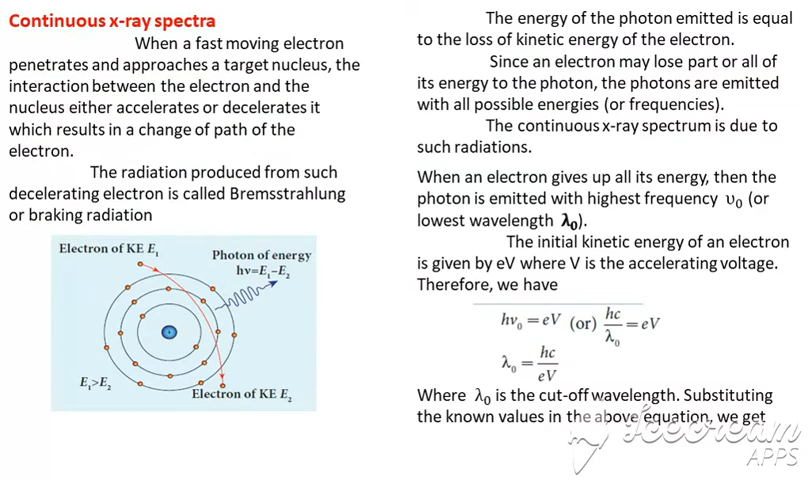 Continuous x-ray spectra
When a fast moving electron
penetrates and approaches a target nucleus, the
interaction between the electron and the
nucleus either accelerates or decelerates it
which results in a change of path of the
electron.
The radiation produced from such
decelerating electron is called Bremsstrahlung
or braking radiation
Electron of KE E₁
Photon of energy
hν=E₁−E₂
E₁>E₂
Electron of KE E₂
The energy of the photon emitted is equal
to the loss of kinetic energy of the electron.
Since an electron may lose part or all of
its energy to the photon, the photons are emitted
with all possible energies (or frequencies).
The continuous x-ray spectrum is due to
such radiations.
When an electron gives up all its energy, then the
photon is emitted with highest frequency υ₀ (or
lowest wavelength λ₀).
The initial kinetic energy of an electron
is given by eV where V is the accelerating voltage.
Therefore, we have
hν₀ = eV (or) hc/λ₀ = eV
λ₀ = hc/eV
Where λ₀ is the cut-off wavelength. Substituting
the known values in the above equation, we get
Icecream
APPS